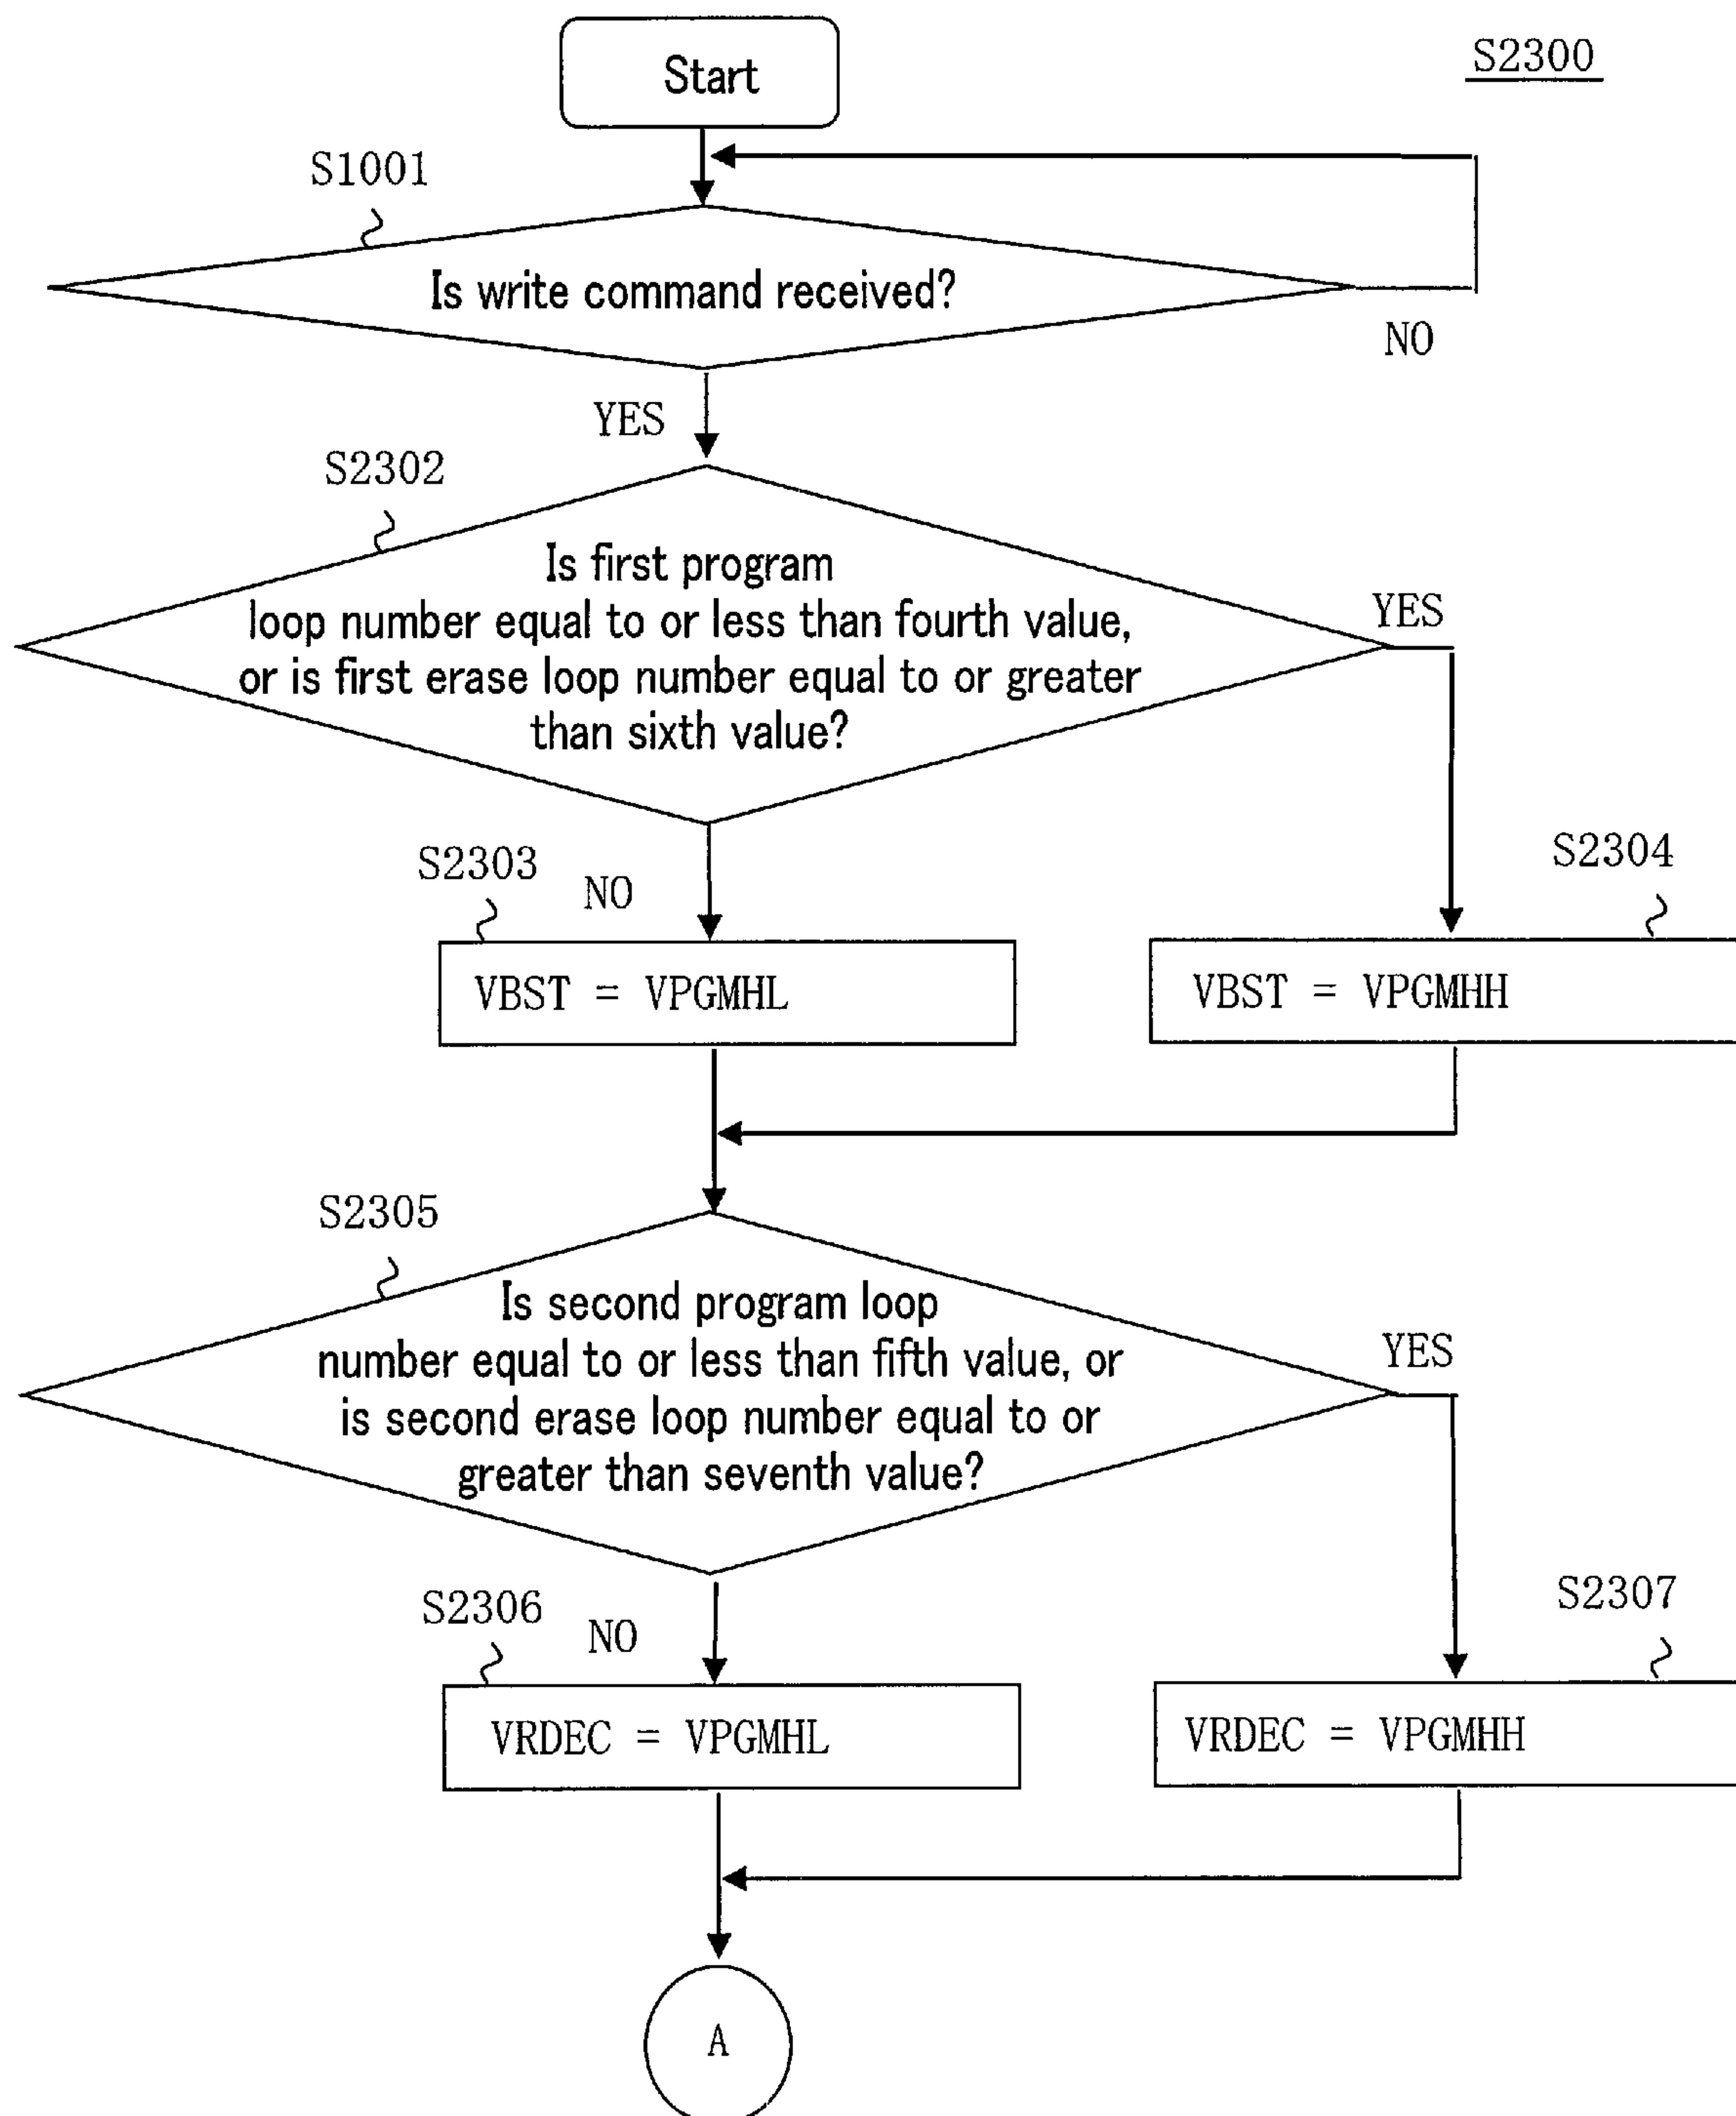 Start
S2300
S1001
Is write command received?
NO
YES
S2302
Is first program
loop number equal to or less than fourth value,
or is first erase loop number equal to or greater
than sixth value?
YES
S2303
NO
S2304
VBST = VPGMHL
VBST = VPGMHH
S2305
Is second program loop
number equal to or less than fifth value, or
is second erase loop number equal to or
greater than seventh value?
YES
S2306
NO
S2307
VRDEC = VPGMHL
VRDEC = VPGMHH
A